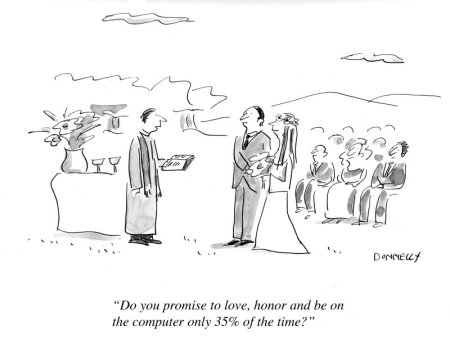 DONNELLY
“Do you promise to love, honor and be on
the computer only 35% of the time?”